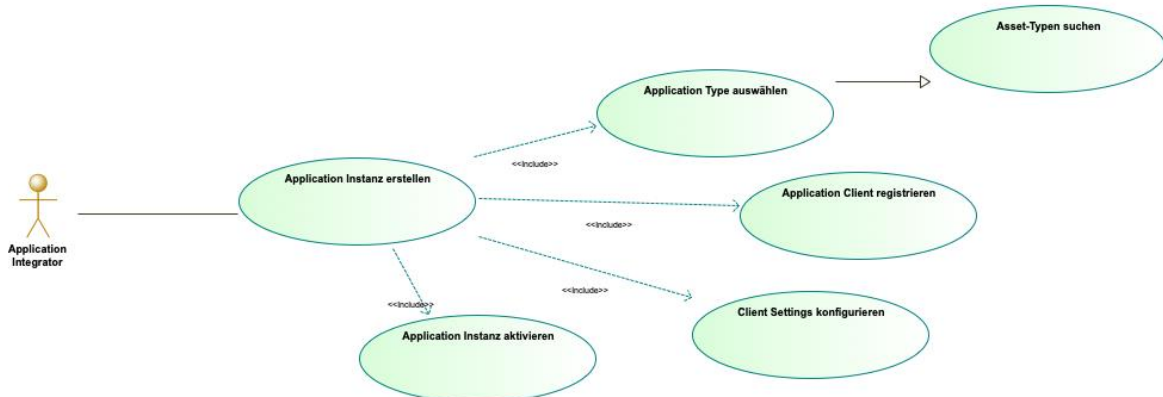 Asset-Typen suchen
Application Type auswählen
<<Include>>
Application Instanz erstellen
Application Client registrieren
<<Include>>
Application
Integrator
<<Include>>
<<Include>>
Client Settings konfigurieren
Application Instanz aktivieren